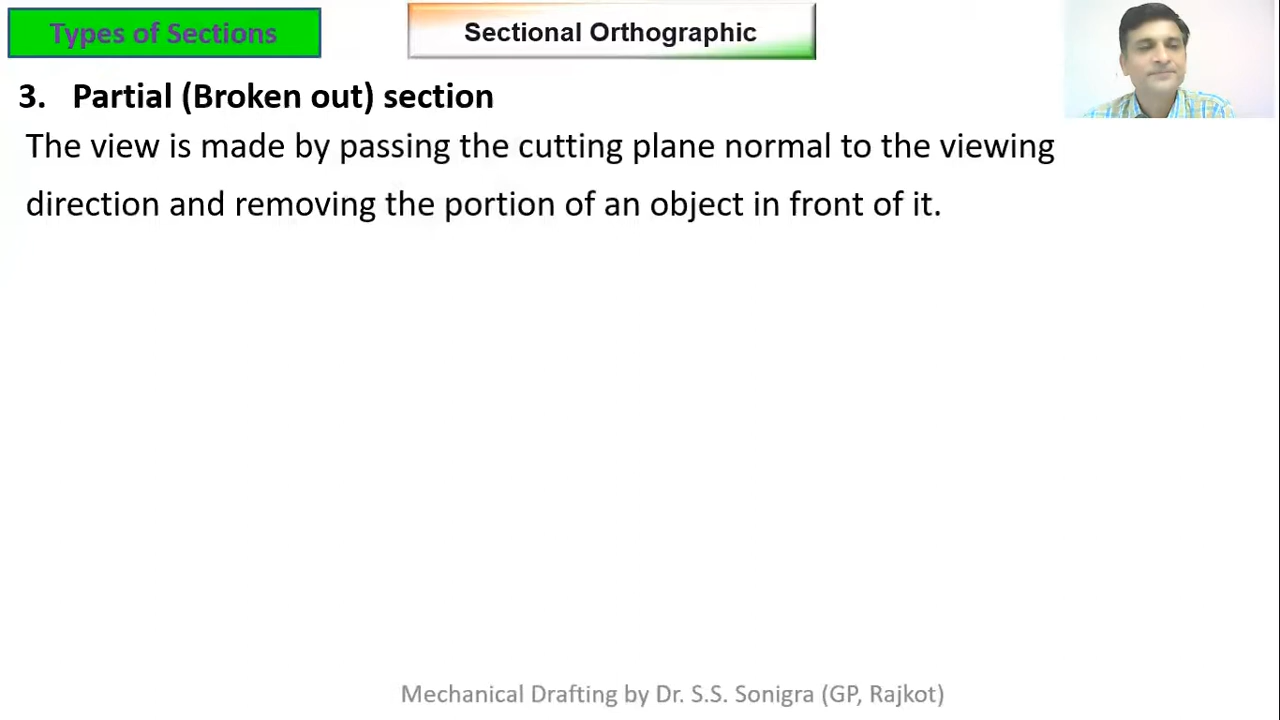 Types of Sections
Sectional Orthographic
3. Partial (Broken out) section
The view is made by passing the cutting plane normal to the viewing
direction and removing the portion of an object in front of it.
Mechanical Drafting by Dr. S.S. Sonigra (GP, Rajkot)